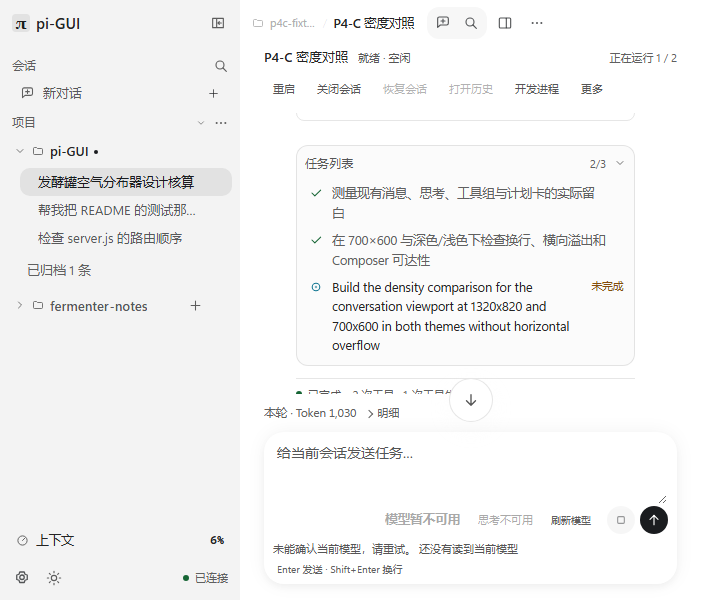 π pi-GUI
会话
新对话
项目
pi-GUI
发酵罐空气分布器设计核算
帮我把 README 的测试那...
检查 server.js 的路由顺序
已归档 1 条
fermenter-notes
上下文 6%
已连接
p4c-fixt... / P4-C 密度对照
P4-C 密度对照 就绪 · 空闲 正在运行 1 / 2
重启 关闭会话 恢复会话 打开历史 开发进程 更多
任务列表 2/3
测量现有消息、思考、工具组与计划卡的实际留
白
在 700×600 与深色/浅色下检查换行、横向溢出和
Composer 可达性
Build the density comparison for the 未完成
conversation viewport at 1320x820 and
700x600 in both themes without horizontal
overflow
本轮 · Token 1,030 明细
给当前会话发送任务...
模型暂不可用 思考不可用 刷新模型
未能确认当前模型，请重试。 还没有读到当前模型
Enter 发送 · Shift+Enter 换行